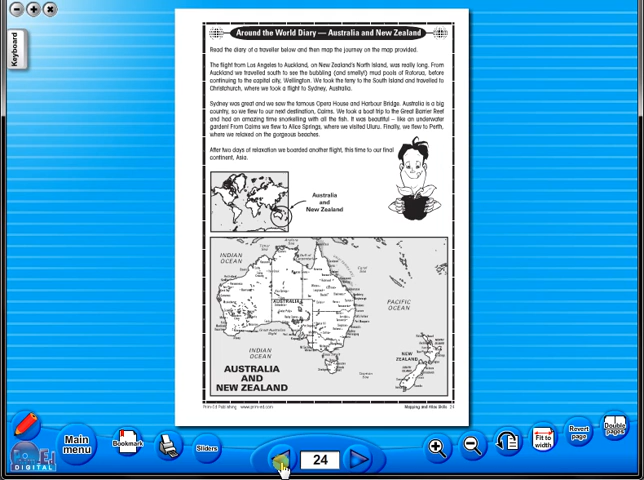 Keyboard
Around the World Diary — Australia and New Zealand
Read the diary of a traveller below and then map the journey on the map provided.
The flight from Los Angeles to Auckland, on New Zealand's North Island, was really long. From
Auckland we travelled south to see the bubbling (and smelly!) mud pools of Rotorua, before
continuing to the capital city, Wellington. We took the ferry to the South Island and travelled to
Christchurch, where we took a flight to Sydney, Australia.
Sydney was great and we saw the famous Opera House and Harbour Bridge. Australia is a big
country, so we flew to our next destination, Cairns. We took a boat trip to the Great Barrier Reef
and had an amazing time snorkelling with all the fish. It was beautiful – like an underwater
garden! From Cairns we flew to Alice Springs, where we visited Uluru. Finally, we flew to Perth,
where we relaxed on the gorgeous beaches.
After two days of relaxation we boarded another flight, this time to our final
continent, Asia.
Australia
and
New Zealand
INDIAN
OCEAN
AUSTRALIA
PACIFIC
OCEAN
INDIAN
OCEAN
NEW
ZEALAND
AUSTRALIA
AND
NEW ZEALAND
Prim-Ed Publishing www.prim-ed.com
Mapping and Atlas Skills 24
Main
menu
Bookmark
Sliders
24
Fit to
width
Revert
page
Double
pages
Prim-Ed
DIGITAL